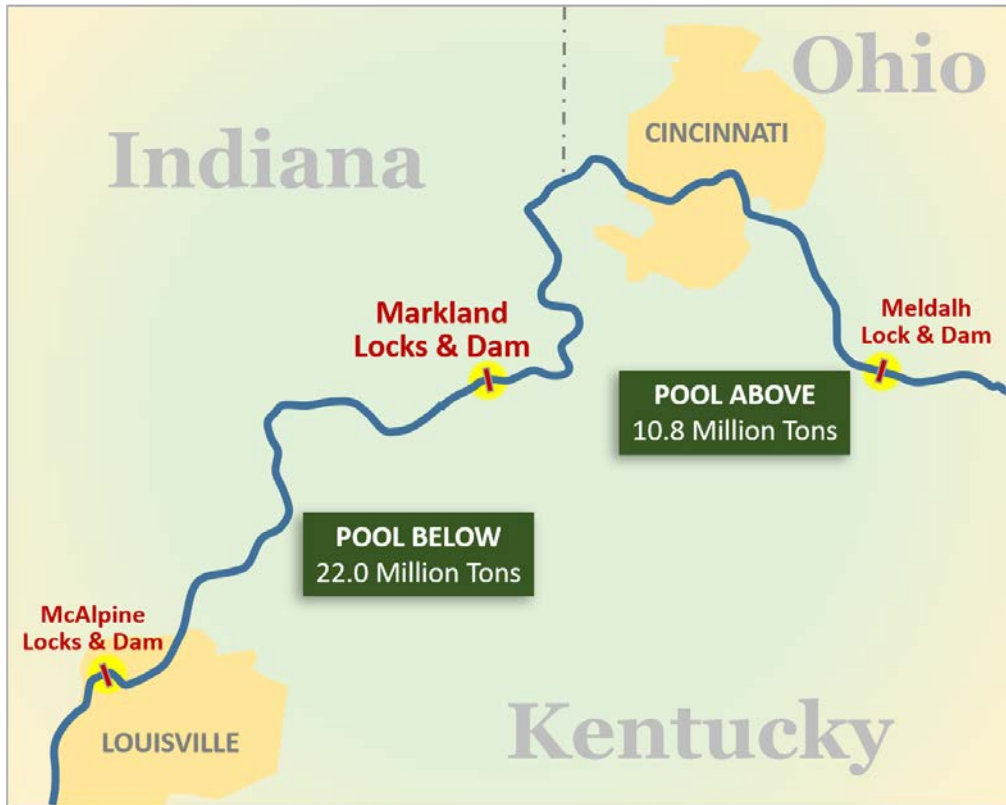 Ohio
CINCINNATI
Indiana
Markland
Locks & Dam
Meldalh
Lock & Dam
POOL ABOVE
10.8 Million Tons
POOL BELOW
22.0 Million Tons
McAlpine
Locks & Dam
Kentucky
LOUISVILLE